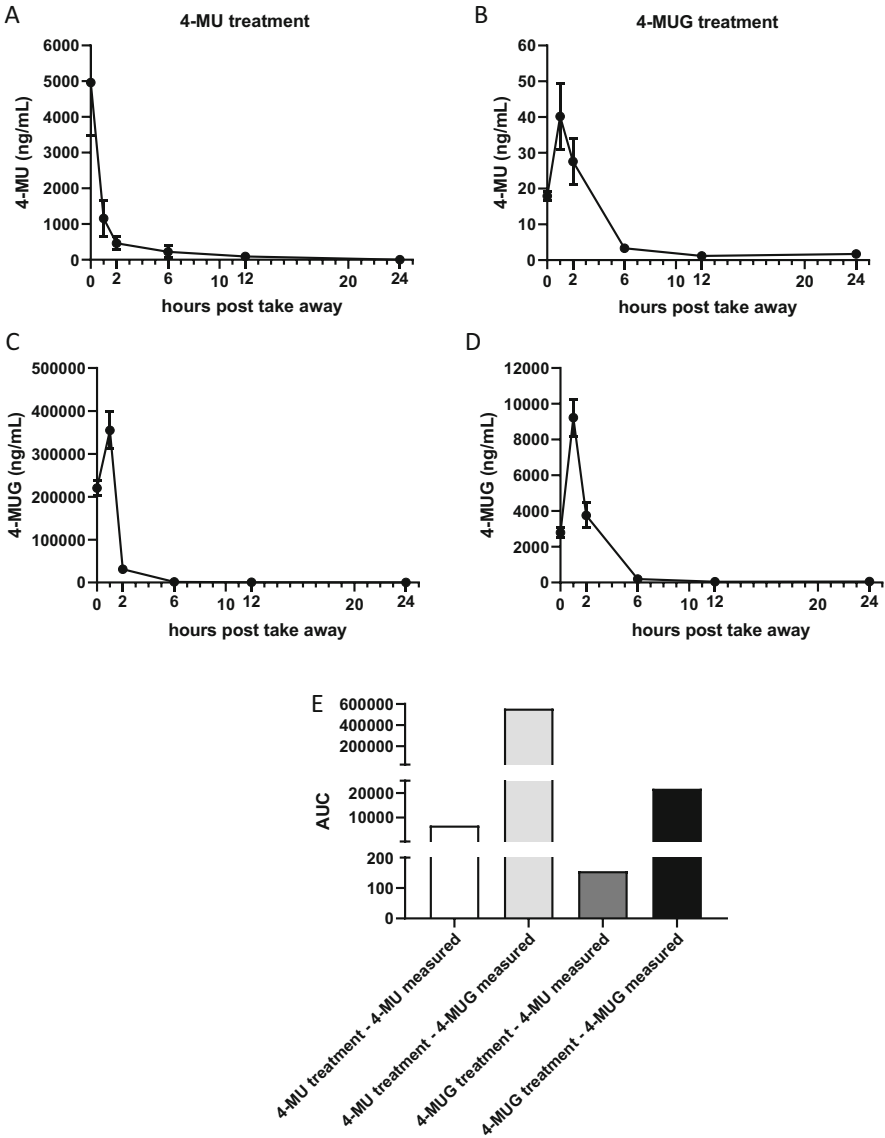 A
4-MU treatment
4-MU (ng/mL)
6000
5000
4000
3000
2000
1000
0
0 2 6 10 12 20 24
hours post take away
B
4-MUG treatment
4-MU (ng/mL)
60
50
40
30
20
10
0
0 2 6 10 12 20 24
hours post take away
C
4-MUG (ng/mL)
500000
400000
300000
200000
100000
0
0 2 6 10 12 20 24
hours post take away
D
4-MUG (ng/mL)
12000
10000
8000
6000
4000
2000
0
0 2 6 10 12 20 24
hours post take away
E
AUC
600000
400000
200000
20000
10000
200
100
0
4-MU treatment - 4-MU measured
4-MU treatment - 4-MUG measured
4-MUG treatment - 4-MU measured
4-MUG treatment - 4-MUG measured